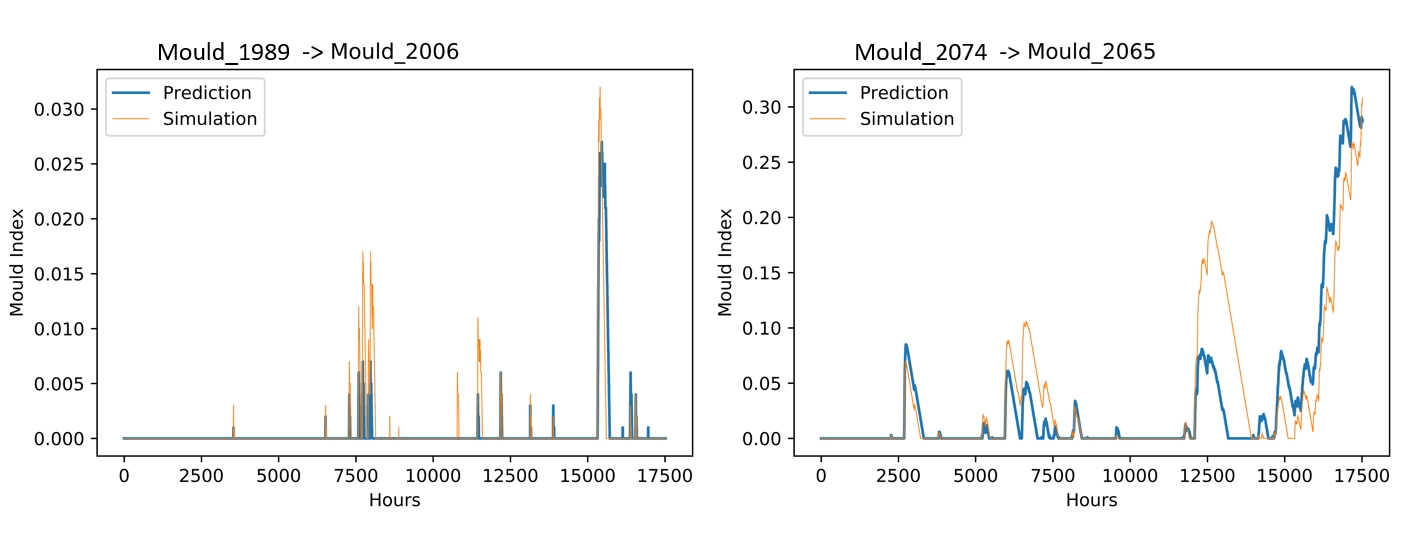 Mould_1989 -> Mould_2006
Prediction
Simulation
Mould Index
0.030
0.025
0.020
0.015
0.010
0.005
0.000
0 2500 5000 7500 10000 12500 15000 17500
Hours
Mould_2074 -> Mould_2065
Prediction
Simulation
Mould Index
0.30
0.25
0.20
0.15
0.10
0.05
0.00
0 2500 5000 7500 10000 12500 15000 17500
Hours